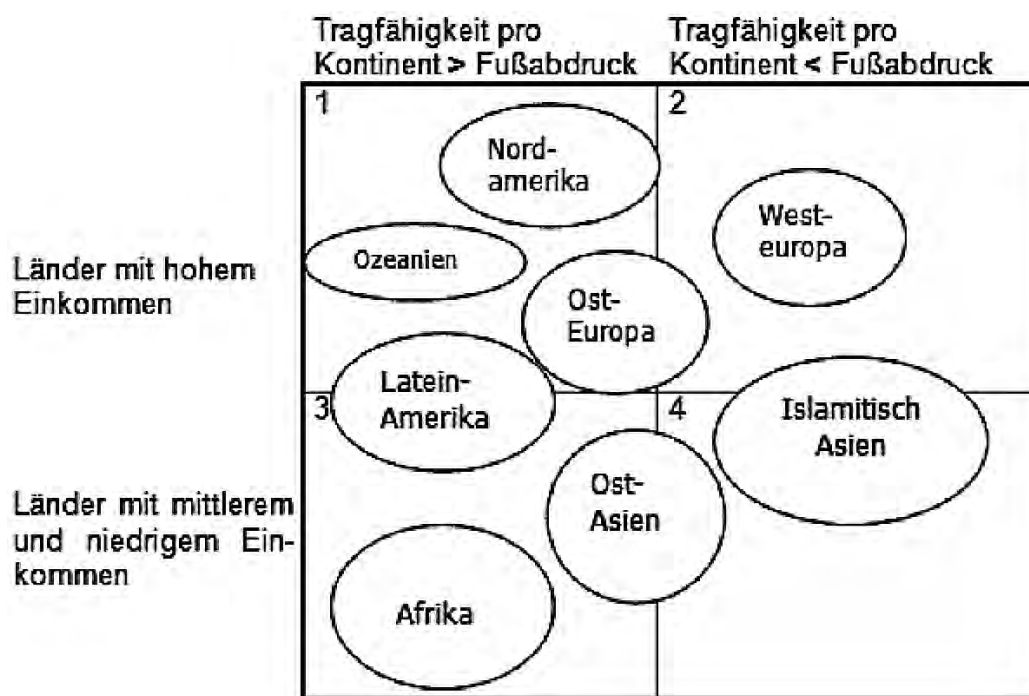 Tragfähigkeit pro
Kontinent > Fußabdruck
Tragfähigkeit pro
Kontinent < Fußabdruck
1
2
Nord-
amerika
West-
europa
Ozeanien
Länder mit hohem
Einkommen
Ost-
Europa
Latein-
Amerika
3
4
Islamitisch
Asien
Ost-
Asien
Länder mit mittlerem
und niedrigem Ein-
kommen
Afrika